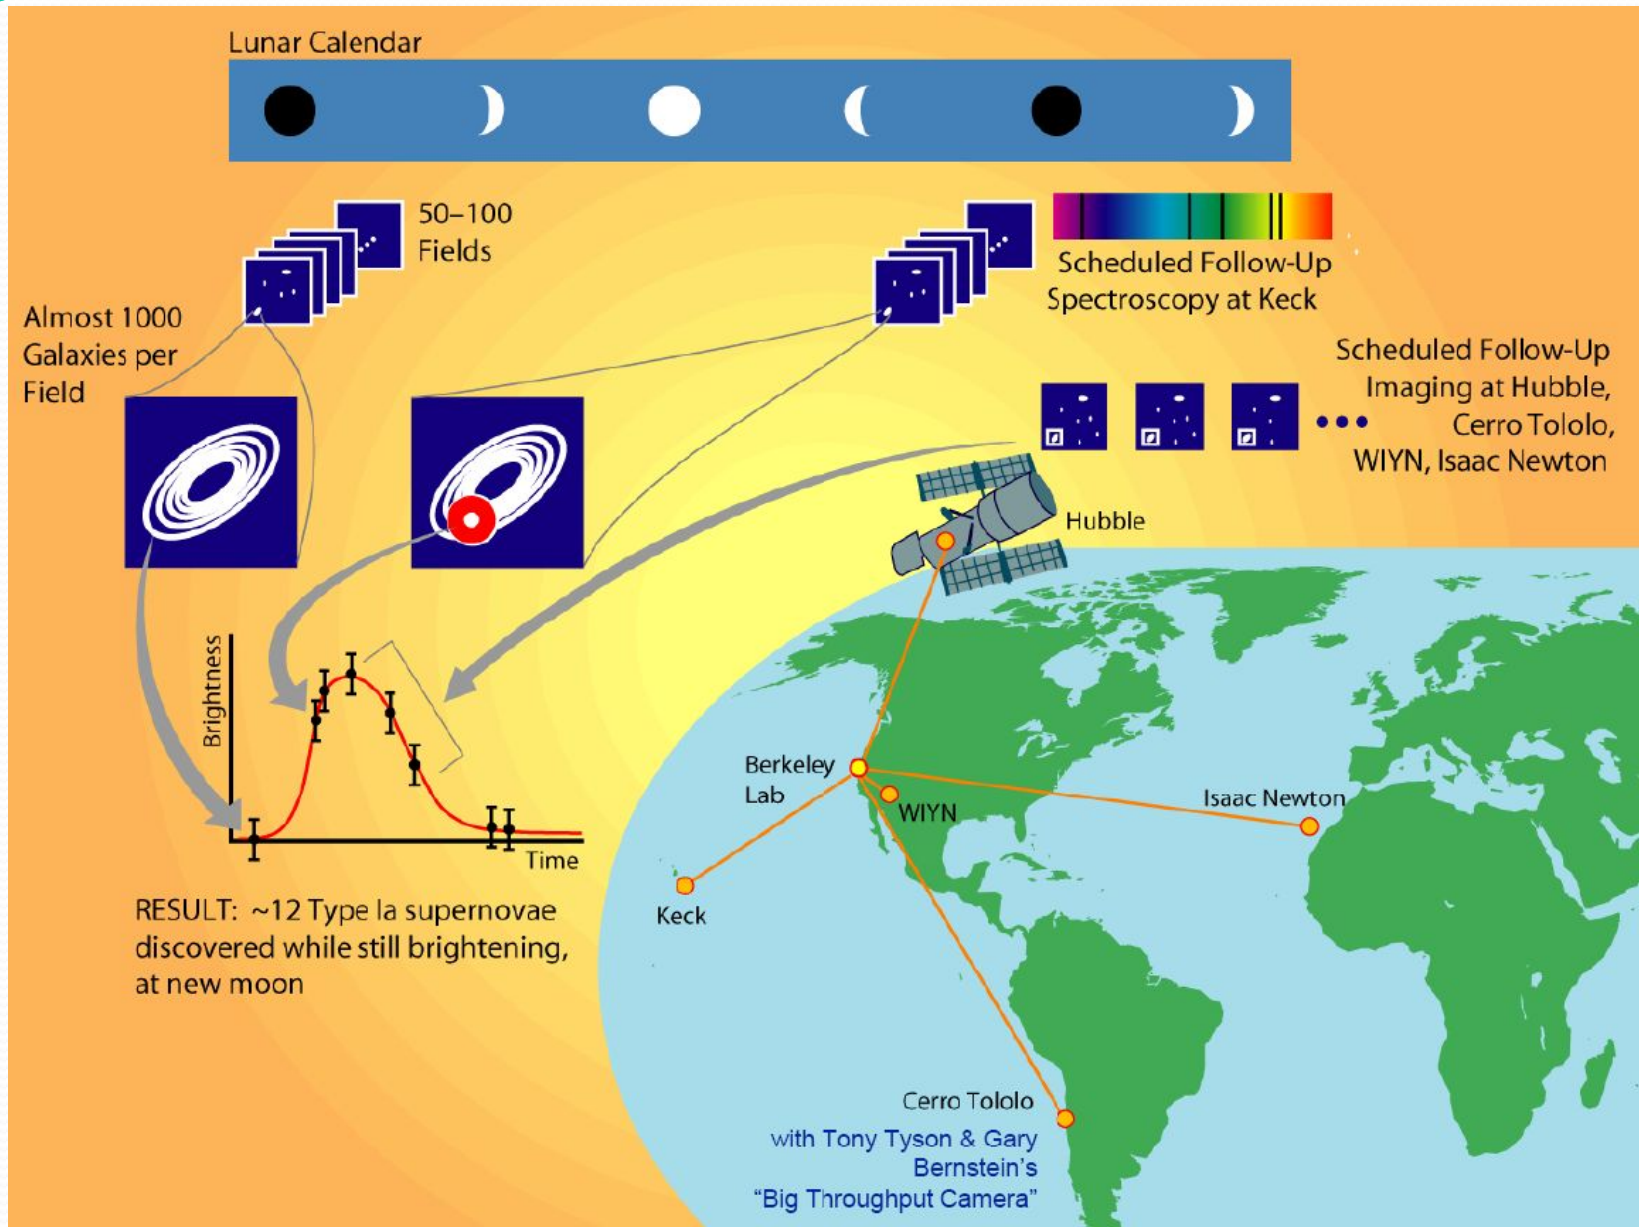 Lunar Calendar
50–100
Fields
Almost 1000
Galaxies per
Field
Scheduled Follow-Up
Spectroscopy at Keck
Scheduled Follow-Up
Imaging at Hubble,
Cerro Tololo,
WIYN, Isaac Newton
Hubble
Brightness
Time
RESULT: ~12 Type Ia supernovae
discovered while still brightening,
at new moon
Berkeley
Lab
WIYN
Isaac Newton
Keck
Cerro Tololo
with Tony Tyson & Gary
Bernstein's
“Big Throughput Camera”